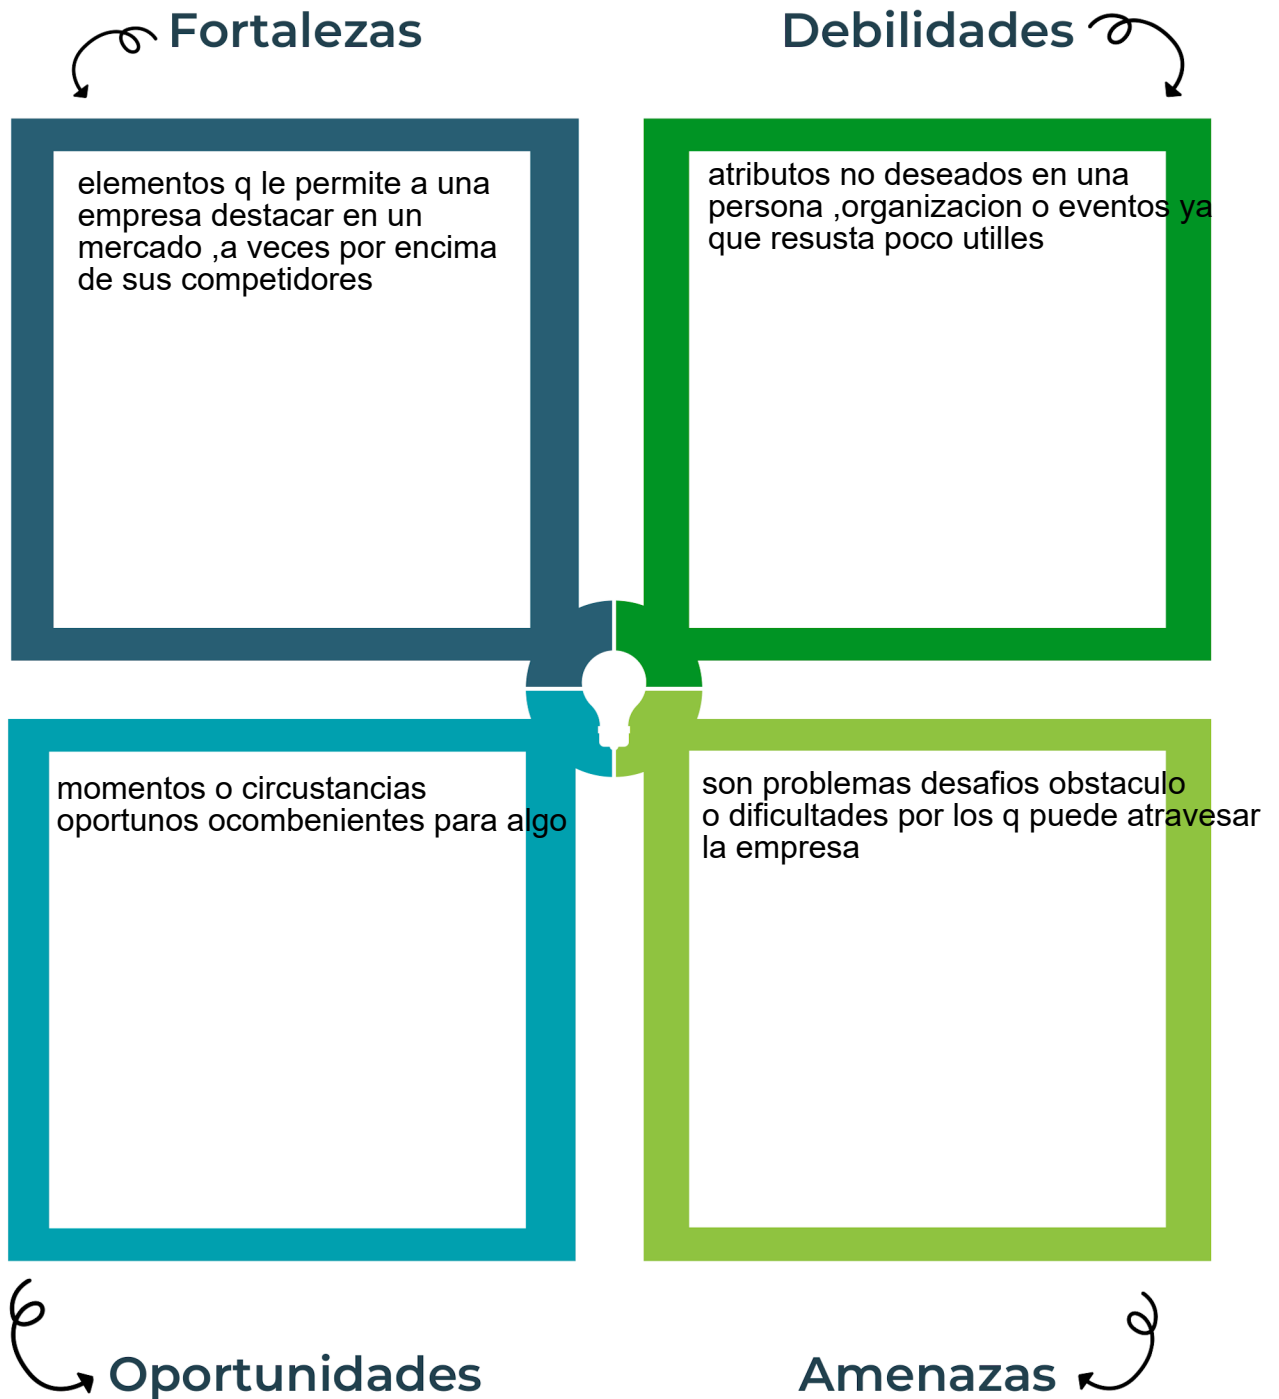 Fortalezas
Debilidades
elementos q le permite a una
empresa destacar en un
mercado ,a veces por encima
de sus competidores
atributos no deseados en una
persona ,organizacion o eventos ya
que resusta poco utilles
momentos o circustancias
oportunos ocombenientes para algo
son problemas desafios obstaculo
o dificultades por los q puede atravesar
la empresa
Oportunidades
Amenazas